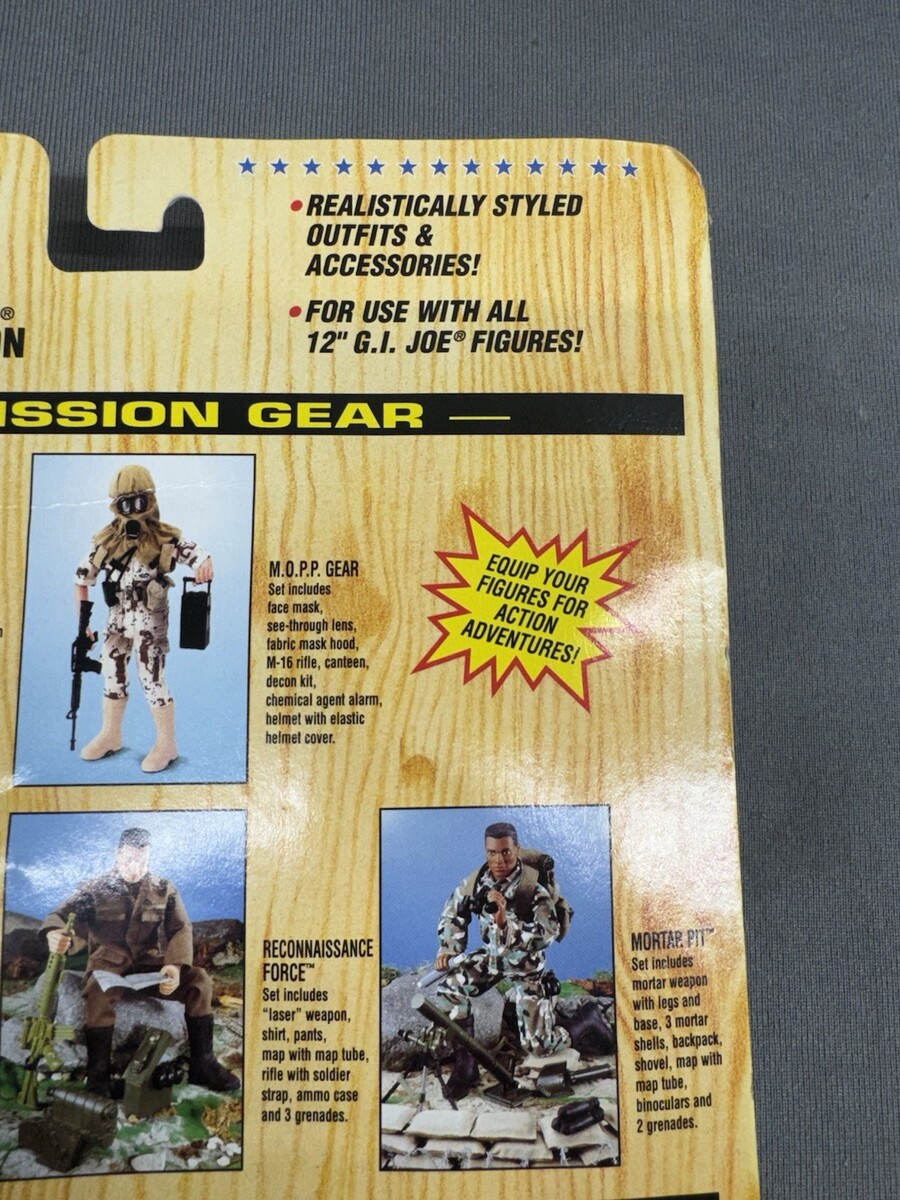 • REALISTICALLY STYLED
OUTFITS &
ACCESSORIES!
• FOR USE WITH ALL
12" G.I. JOE® FIGURES!
®
ON
ISSION GEAR —
M.O.P.P. GEAR
Set includes
face mask,
see-through lens,
fabric mask hood,
M-16 rifle, canteen,
decon kit,
chemical agent alarm,
helmet with elastic
helmet cover.
EQUIP YOUR
FIGURES FOR
ACTION
ADVENTURES!
RECONNAISSANCE
FORCE™
Set includes
"laser" weapon,
shirt, pants,
map with map tube,
rifle with soldier
strap, ammo case
and 3 grenades.
MORTAR PIT™
Set includes
mortar weapon
with legs and
base, 3 mortar
shells, backpack,
shovel, map with
map tube,
binoculars and
2 grenades.